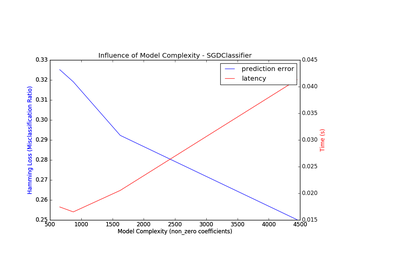 Influence of Model Complexity - SGDClassifier
prediction error
latency
Hamming Loss (Misclassification Ratio)
0.33
0.32
0.31
0.30
0.29
0.28
0.27
0.26
0.25
0.045
0.040
0.035
0.030
0.025
0.020
0.015
Time (s)
500 1000 1500 2000 2500 3000 3500 4000 4500
Model Complexity (non_zero coefficients)